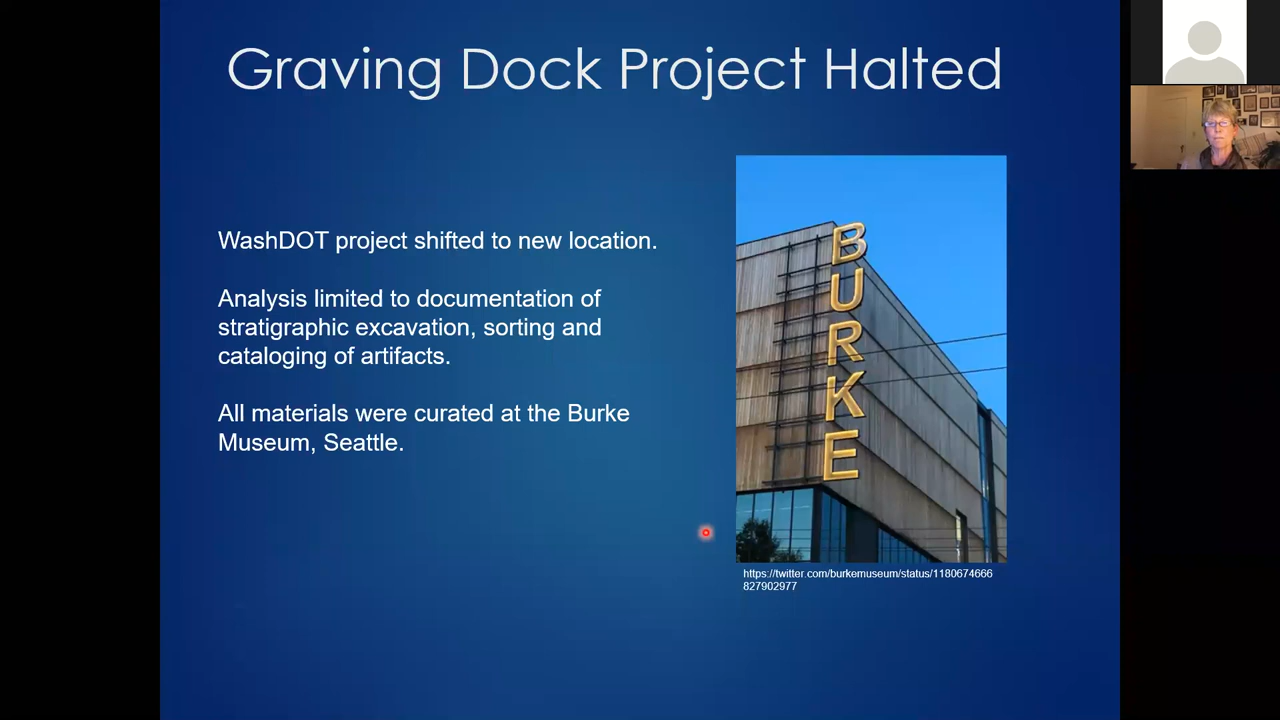 Graving Dock Project Halted
WashDOT project shifted to new location.
Analysis limited to documentation of
stratigraphic excavation, sorting and
cataloging of artifacts.
All materials were curated at the Burke
Museum, Seattle.
BURKE
https://twitter.com/burkemuseum/status/1180674666
827902977